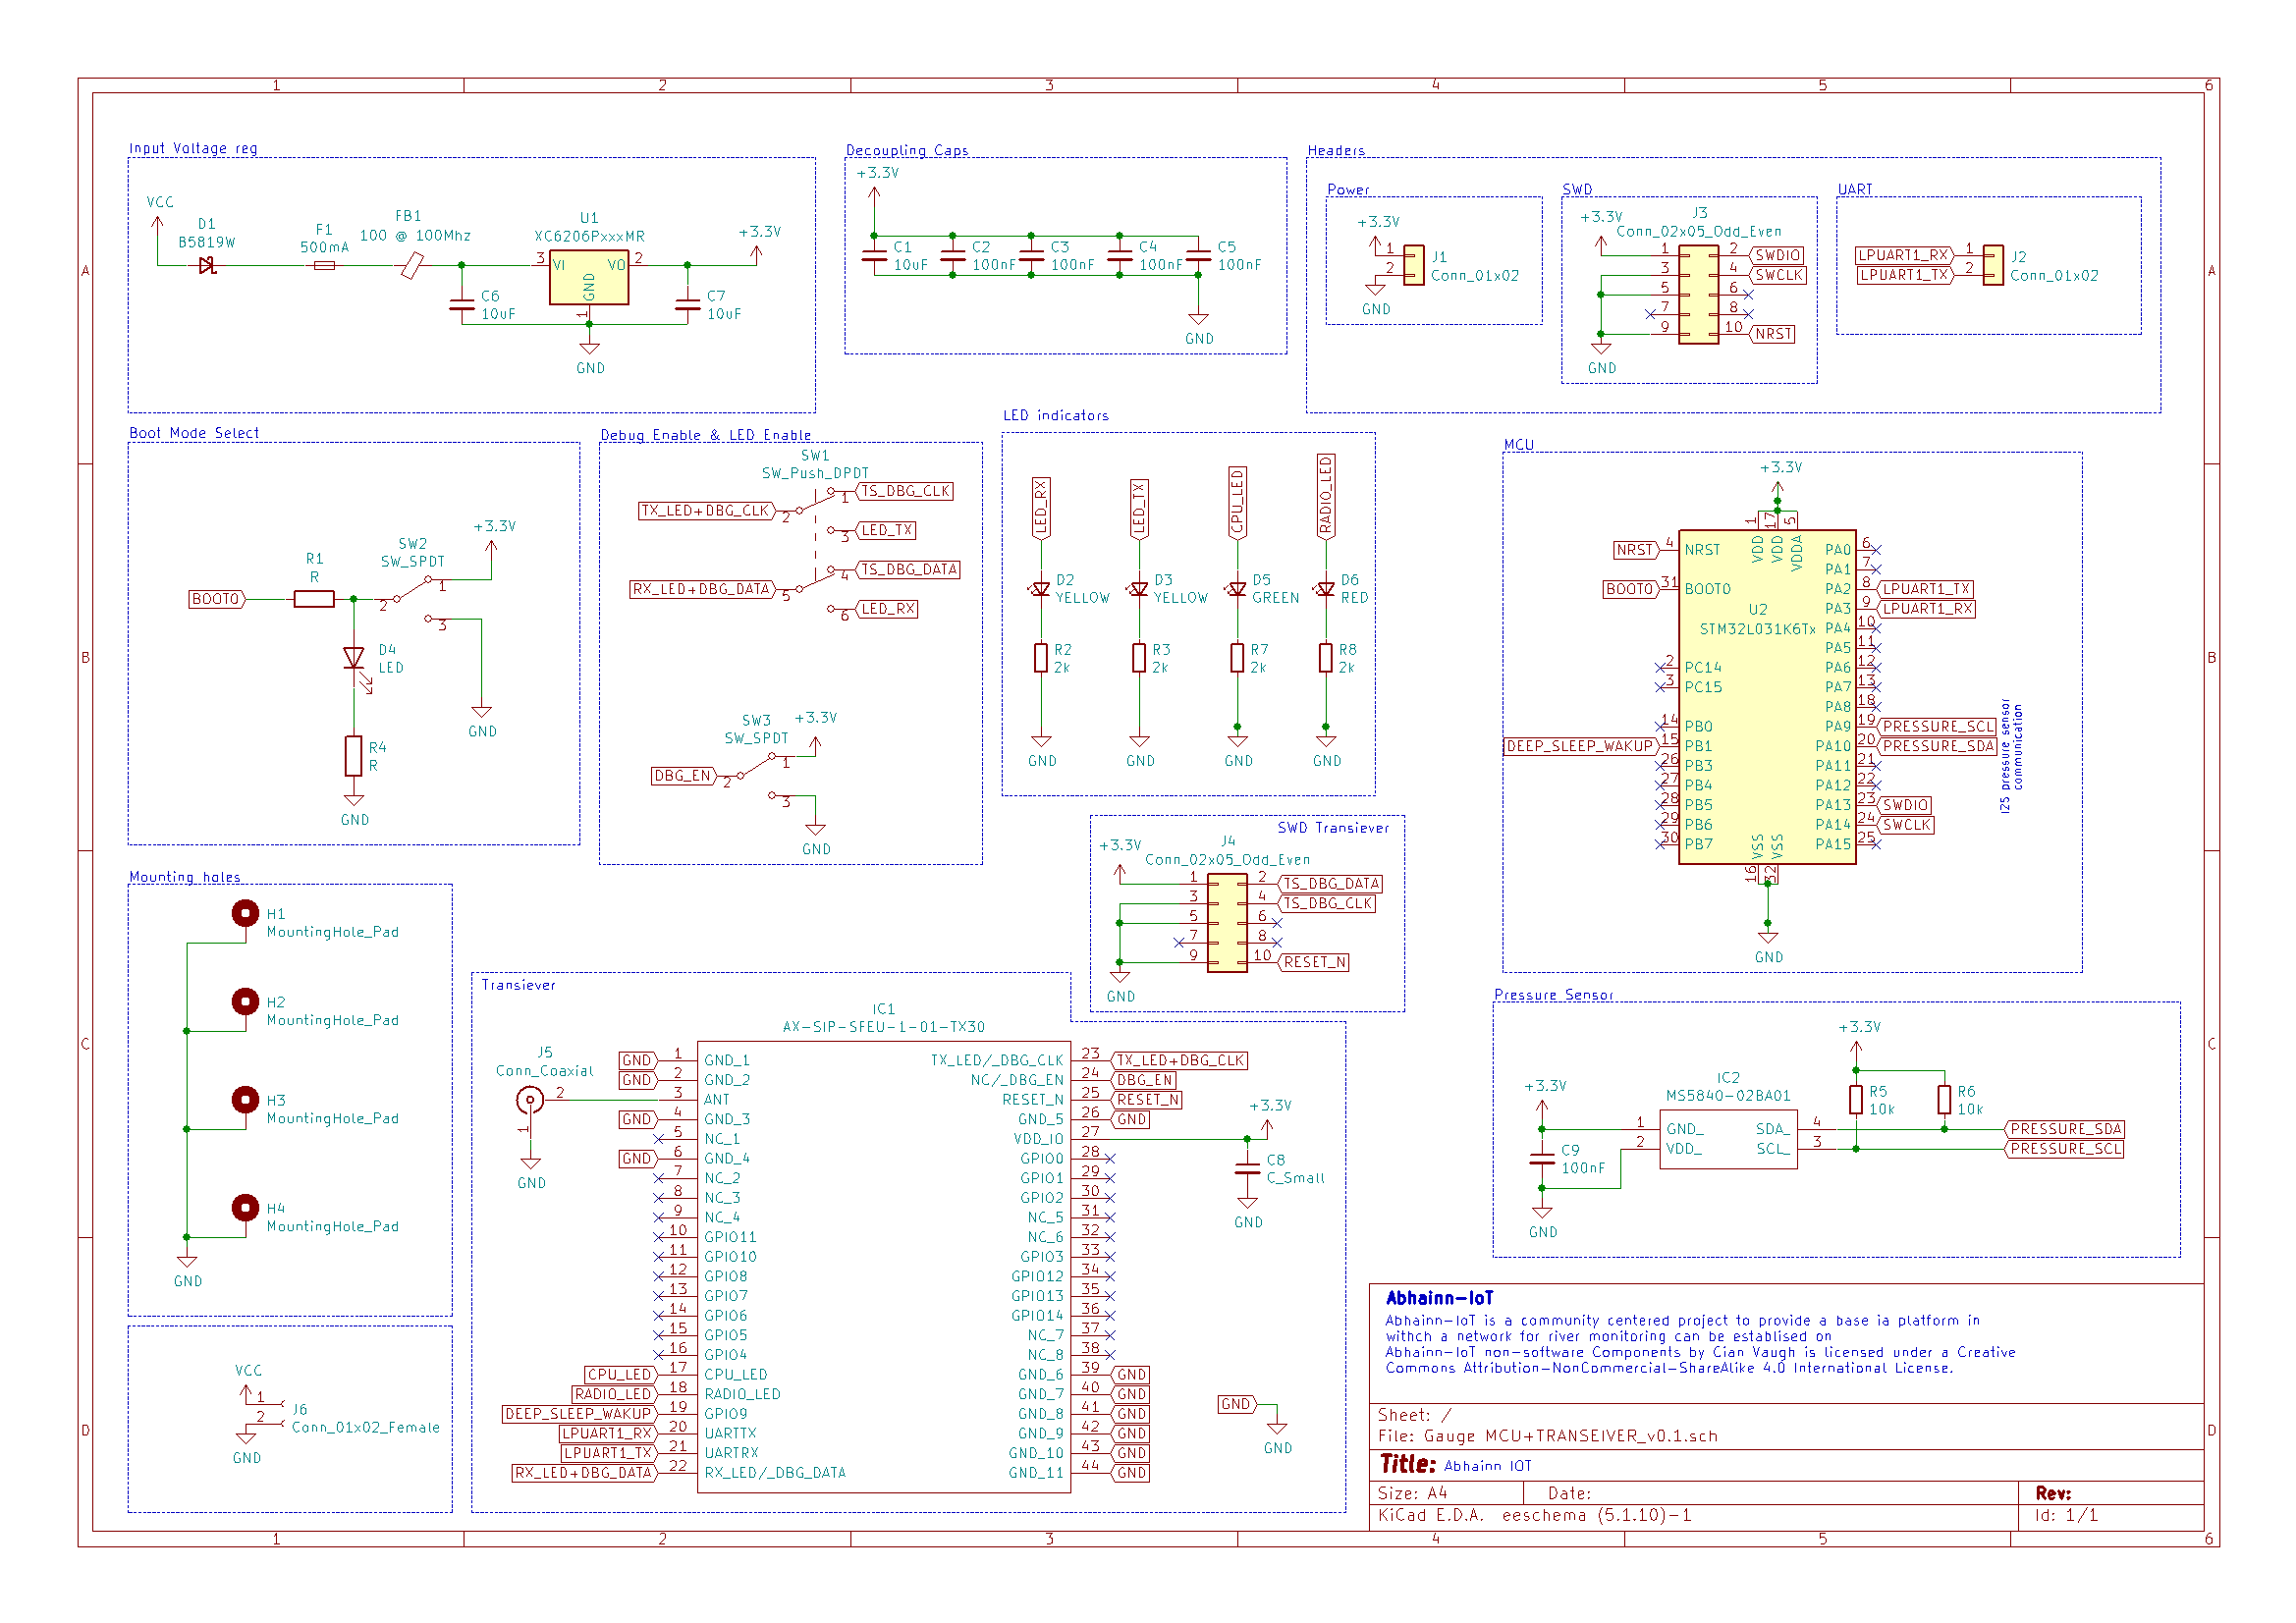 1 2 3 4 5 6
A
B
C
D
Input Voltage reg
VCC
D1
B5819W
F1
500mA
FB1
100 @ 100Mhz
U1
XC6206PxxxMR
3 VI
VO 2
GND
1
+3.3V
C6
10uF
C7
10uF
GND
Decoupling Caps
+3.3V
C1
10uF
C2
100nF
C3
100nF
C4
100nF
C5
100nF
GND
Headers
Power
+3.3V
1
2
J1
Conn_01x02
GND
SWD
+3.3V
J3
Conn_02x05_Odd_Even
1 2 SWDIO
3 4 SWCLK
5 6
7 8
9 10 NRST
GND
UART
LPUART1_RX 1
LPUART1_TX 2
J2
Conn_01x02
Boot Mode Select
BOOT0
R1
R
SW2
SW_SPDT
2
1
3
+3.3V
D4
LED
R4
R
GND
GND
Debug Enable & LED Enable
SW1
SW_Push_DPDT
TX_LED+DBG_CLK 2
1 TS_DBG_CLK
3 LED_TX
RX_LED+DBG_DATA 5
4 TS_DBG_DATA
6 LED_RX
SW3
SW_SPDT
+3.3V
DBG_EN 2
1
3
GND
LED indicators
LED_RX
LED_TX
CPU_LED
RADIO_LED
D2
YELLOW
D3
YELLOW
D5
GREEN
D6
RED
R2
2k
R3
2k
R7
2k
R8
2k
GND
GND
GND
GND
SWD Transiever
+3.3V
J4
Conn_02x05_Odd_Even
1 2 TS_DBG_DATA
3 4 TS_DBG_CLK
5 6
7 8
9 10 RESET_N
GND
MCU
+3.3V
1 17 5
VDD VDD VDDA
NRST 4 NRST
BOOT0 31 BOOT0
U2
STM32L031K6Tx
2 PC14
3 PC15
14 PB0
DEEP_SLEEP_WAKUP 15 PB1
26 PB3
27 PB4
28 PB5
29 PB6
30 PB7
PA0 6
PA1 7
PA2 8 LPUART1_TX
PA3 9 LPUART1_RX
PA4 10
PA5 11
PA6 12
PA7 13
PA8 18
PA9 19 PRESSURE_SCL
PA10 20 PRESSURE_SDA
PA11 21
PA12 22
PA13 23 SWDIO
PA14 24 SWCLK
PA15 25
VSS VSS
16 32
GND
I2S pressure sensor
communication
Mounting holes
H1
MountingHole_Pad
H2
MountingHole_Pad
H3
MountingHole_Pad
H4
MountingHole_Pad
GND
VCC
1
2
J6
Conn_01x02_Female
GND
Transiever
IC1
AX-SIP-SFEU-1-01-TX30
J5
Conn_Coaxial
2
1
GND
GND 1 GND_1
GND 2 GND_2
3 ANT
GND 4 GND_3
5 NC_1
GND 6 GND_4
7 NC_2
8 NC_3
9 NC_4
10 GPIO11
11 GPIO10
12 GPIO8
13 GPIO7
14 GPIO6
15 GPIO5
16 GPIO4
CPU_LED 17 CPU_LED
RADIO_LED 18 RADIO_LED
DEEP_SLEEP_WAKUP 19 GPIO9
LPUART1_RX 20 UARTTX
LPUART1_TX 21 UARTRX
RX_LED+DBG_DATA 22 RX_LED/_DBG_DATA
TX_LED/_DBG_CLK 23 TX_LED+DBG_CLK
NC/_DBG_EN 24 DBG_EN
RESET_N 25 RESET_N
GND_5 26 GND
VDD_IO 27
GPIO0 28
GPIO1 29
GPIO2 30
NC_5 31
NC_6 32
GPIO3 33
GPIO12 34
GPIO13 35
GPIO14 36
NC_7 37
NC_8 38
GND_6 39 GND
GND_7 40 GND
GND_8 41 GND
GND_9 42 GND
GND_10 43 GND
GND_11 44 GND
+3.3V
C8
C_Small
GND
GND
GND
Pressure Sensor
+3.3V
+3.3V
IC2
MS5840-02BA01
1 GND_
2 VDD_
SDA_ 4
SCL_ 3
R5
10k
R6
10k
C9
100nF
PRESSURE_SDA
PRESSURE_SCL
GND
Abhainn-IoT
Abhainn-IoT is a community centered project to provide a base ia platform in
withch a network for river monitoring can be establised on
Abhainn-IoT non-software Components by Cian Vaugh is licensed under a Creative
Commons Attribution-NonCommercial-ShareAlike 4.0 International License.
Sheet: /
File: Gauge MCU+TRANSEIVER_v0.1.sch
Title: Abhainn IOT
Size: A4 Date: Rev:
KiCad E.D.A. eeschema (5.1.10)-1 Id: 1/1
A
B
C
D
1 2 3 4 5 6